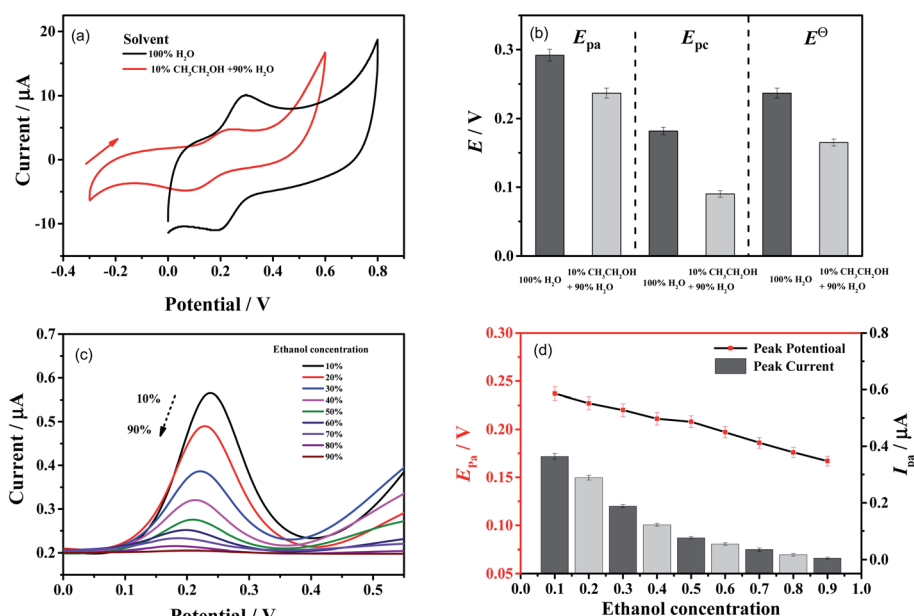 (a)
Solvent
100% H₂O
10% CH₃CH₂OH +90% H₂O
Current / μA
20
10
0
-10
-0.4 -0.2 0.0 0.2 0.4 0.6 0.8
Potential / V
(b)
Epa Epc E^Θ
E / V
0.3
0.2
0.1
0.0
100% H₂O 10% CH₃CH₂OH + 90% H₂O 100% H₂O 10% CH₃CH₂OH + 90% H₂O 100% H₂O 10% CH₃CH₂OH + 90% H₂O
(c)
Ethanol concentration
10%
20%
30%
40%
50%
60%
70%
80%
90%
10%
90%
Current / μA
0.7
0.6
0.5
0.4
0.3
0.2
0.1
0.0 0.1 0.2 0.3 0.4 0.5
Potential / V
(d)
Peak Potentioal
Peak Current
EPa / V
0.30
0.25
0.20
0.15
0.10
0.05
Ipa / μA
0.8
0.6
0.4
0.2
0.0
0.0 0.1 0.2 0.3 0.4 0.5 0.6 0.7 0.8 0.9 1.0
Ethanol concentration